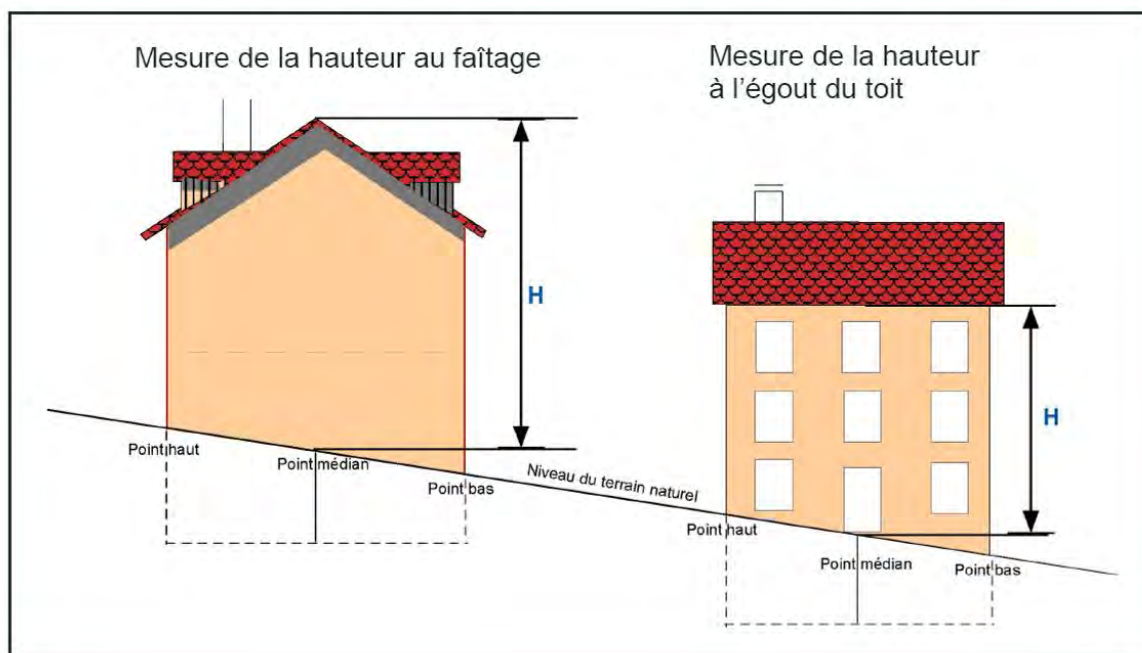 Mesure de la hauteur au faîtage
Mesure de la hauteur
à l'égout du toit
H
H
Point haut
Point médian
Point bas
Niveau du terrain naturel
Point haut
Point médian
Point bas